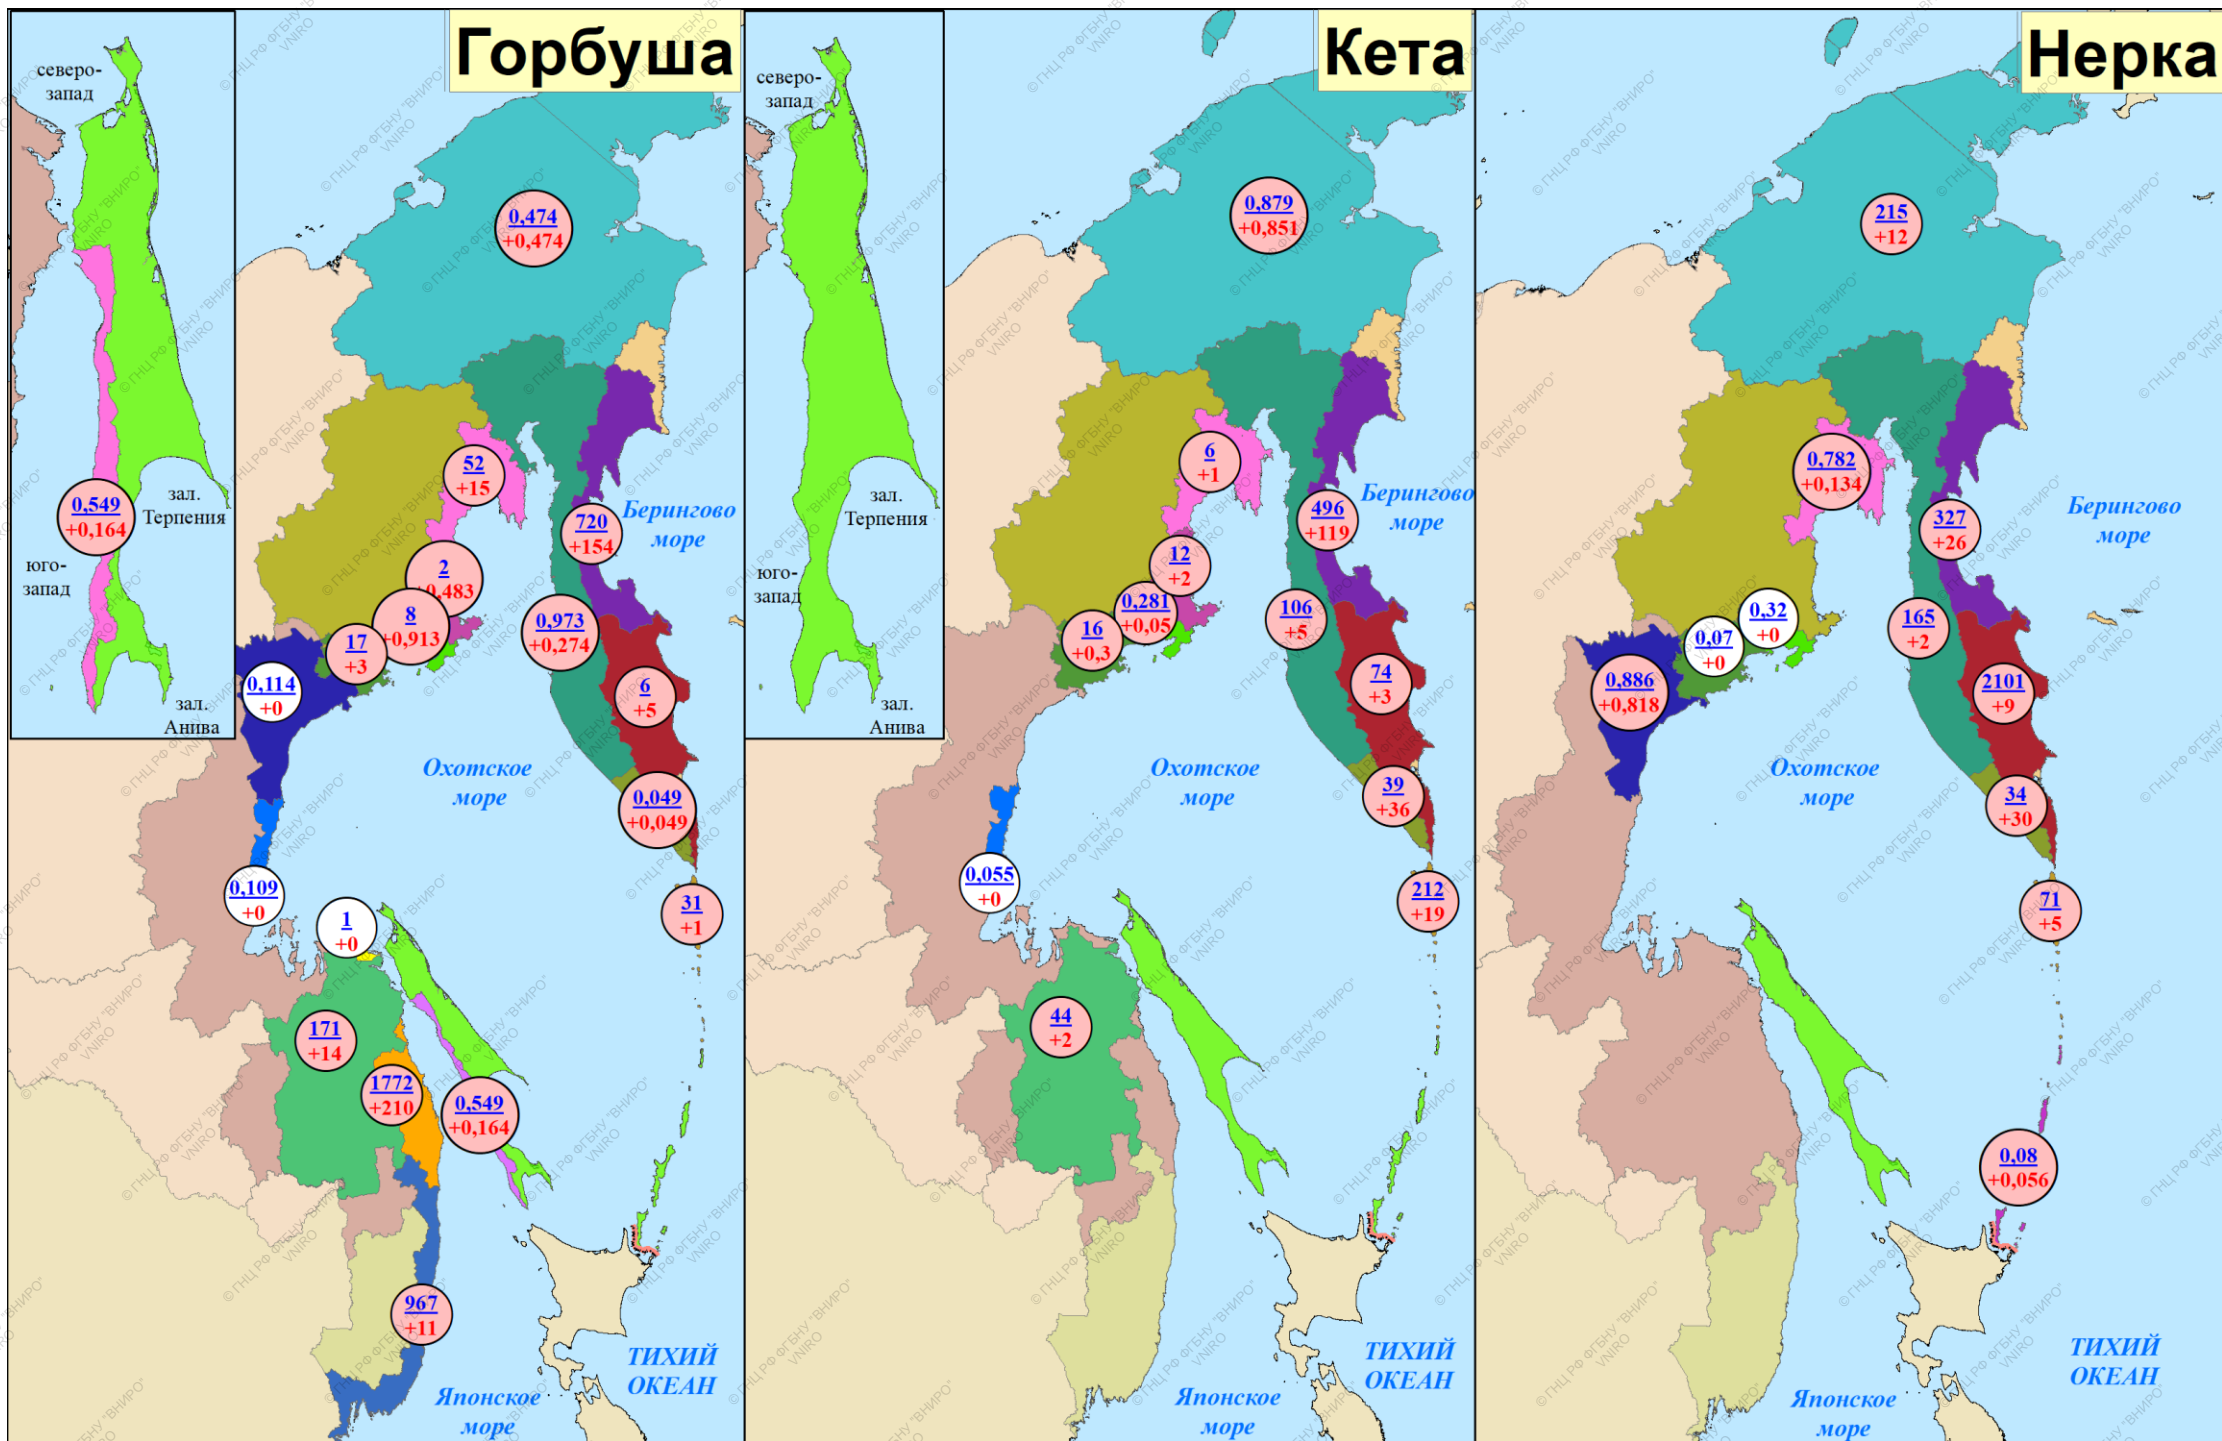 Горбуша
северо-
запад
0,549
+0,164
зал.
Терпения
юго-
запад
зал.
Анива
0,474
+0,474
52
+15
720
+154
Берингово
море
2
+0,483
8
+0,913
17
+3
0,973
+0,274
0,114
+0
6
+5
Охотское
море
0,049
+0,049
0,109
+0
31
+1
1
+0
171
+14
1772
+210
0,549
+0,164
967
+11
ТИХИЙ
ОКЕАН
Японское
море
Кета
северо-
запад
зал.
Терпения
юго-
запад
зал.
Анива
0,879
+0,851
6
+1
496
+119
Берингово
море
12
+2
0,281
+0,05
16
+0,3
106
+5
74
+3
Охотское
море
39
+36
0,055
+0
212
+19
44
+2
ТИХИЙ
ОКЕАН
Японское
море
Нерка
215
+12
0,782
+0,134
327
+26
Берингово
море
0,32
+0
0,07
+0
165
+2
0,886
+0,818
2101
+9
Охотское
море
34
+30
71
+5
0,08
+0,056
ТИХИЙ
ОКЕАН
Японское
море
© ГНЦ РФ ФГБНУ "ВНИРО"
VNIRO